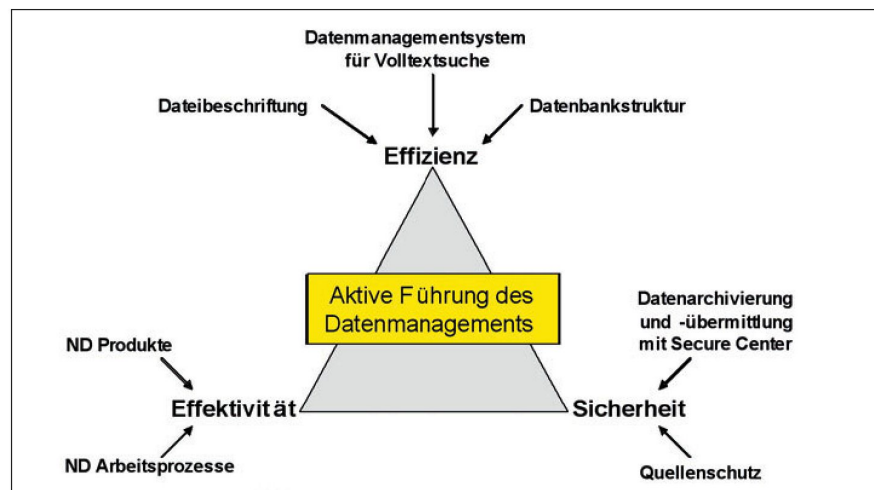 Datenmanagementsystem
für Volltextsuche
Dateibeschriftung
Datenbankstruktur
Effizienz
Aktive Führung des
Datenmanagements
Datenarchivierung
und -übermittlung
mit Secure Center
ND Produkte
Effektivität
Sicherheit
ND Arbeitsprozesse
Quellenschutz